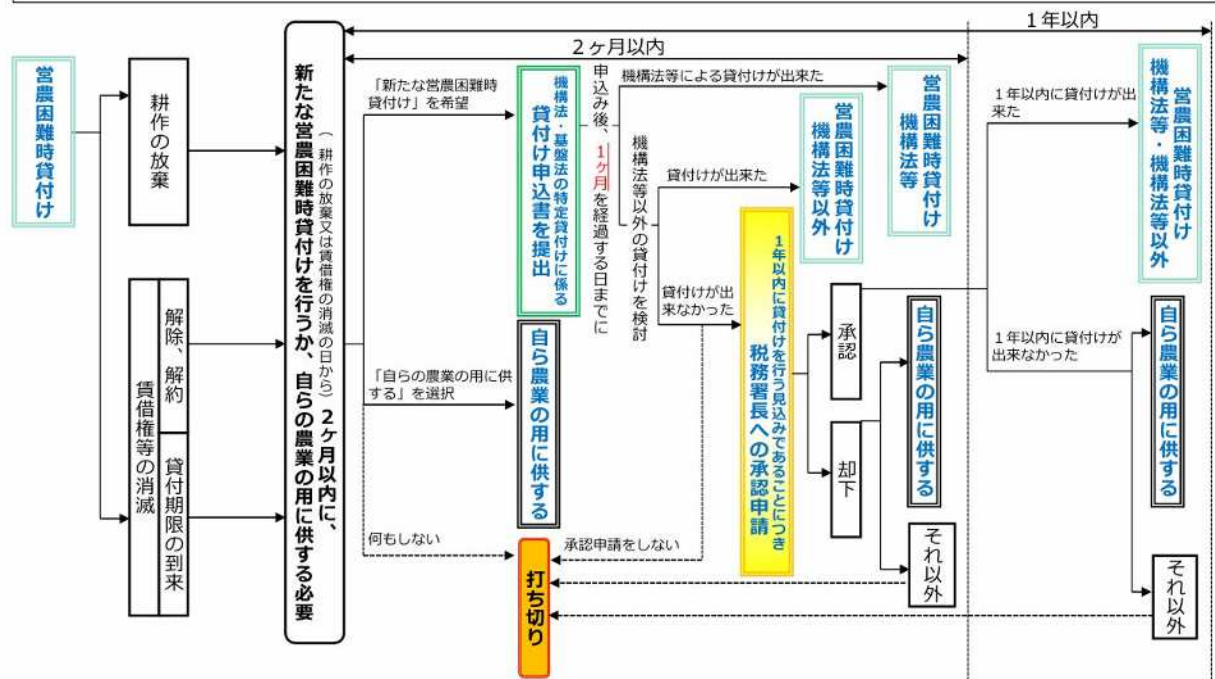 1年以内
2ヶ月以内
営農困難時貸付け
耕作の放棄
賃借権等の消滅
解除、解約
貸付期限の到来
新たな営農困難時貸付けを行うか、自らの農業の用に供する必要
（耕作の放棄又は賃借権の消滅の日から）２ヶ月以内に、
「新たな営農困難時
貸付け」を希望
「自らの農業の用に供
する」を選択
何もしない
機構法・基盤法の特定貸付けに係る
貸付け申込書を提出
自ら農業の用に供する
打ち切り
申込み後、1ヶ月を経過する日までに
機構法等による貸付けが出来た
機構法等以外の貸付けを検討
貸付けが出来た
貸付けが出
来なかった
承認申請をしない
営農困難時貸付け
機構法等
営農困難時貸付け
機構法等以外
1年以内に貸付けを行う見込みであることにつき
税務署長への承認申請
承認
却下
自ら農業の用に供する
それ以外
1年以内に貸付けが出
来た
1年以内に貸付けが
出来なかった
営農困難時貸付け
機構法等・機構法等以外
自ら農業の用に供する
それ以外